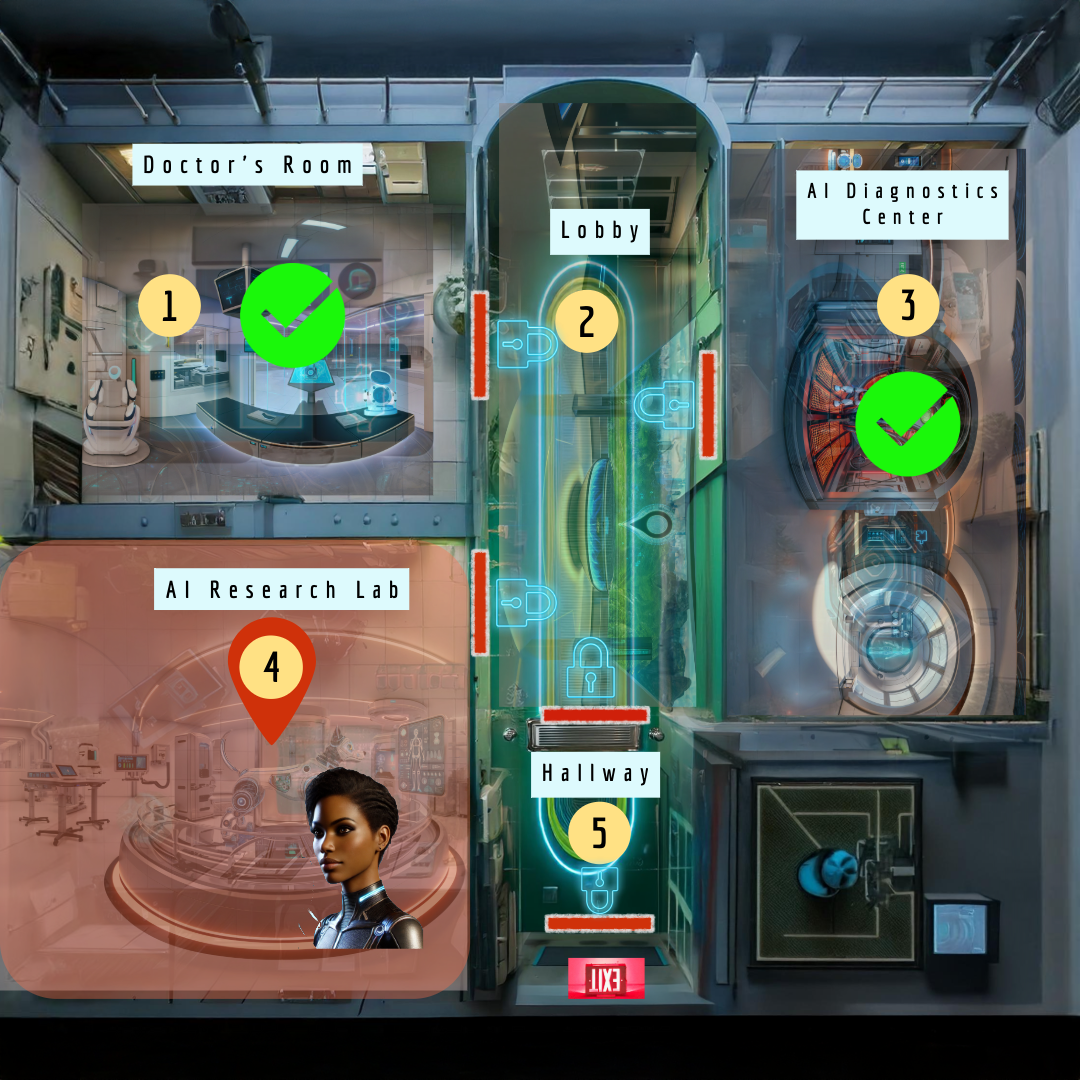 Doctor's Room
1
Lobby
2
AI Diagnostics
Center
3
AI Research Lab
4
Hallway
5
EXIT